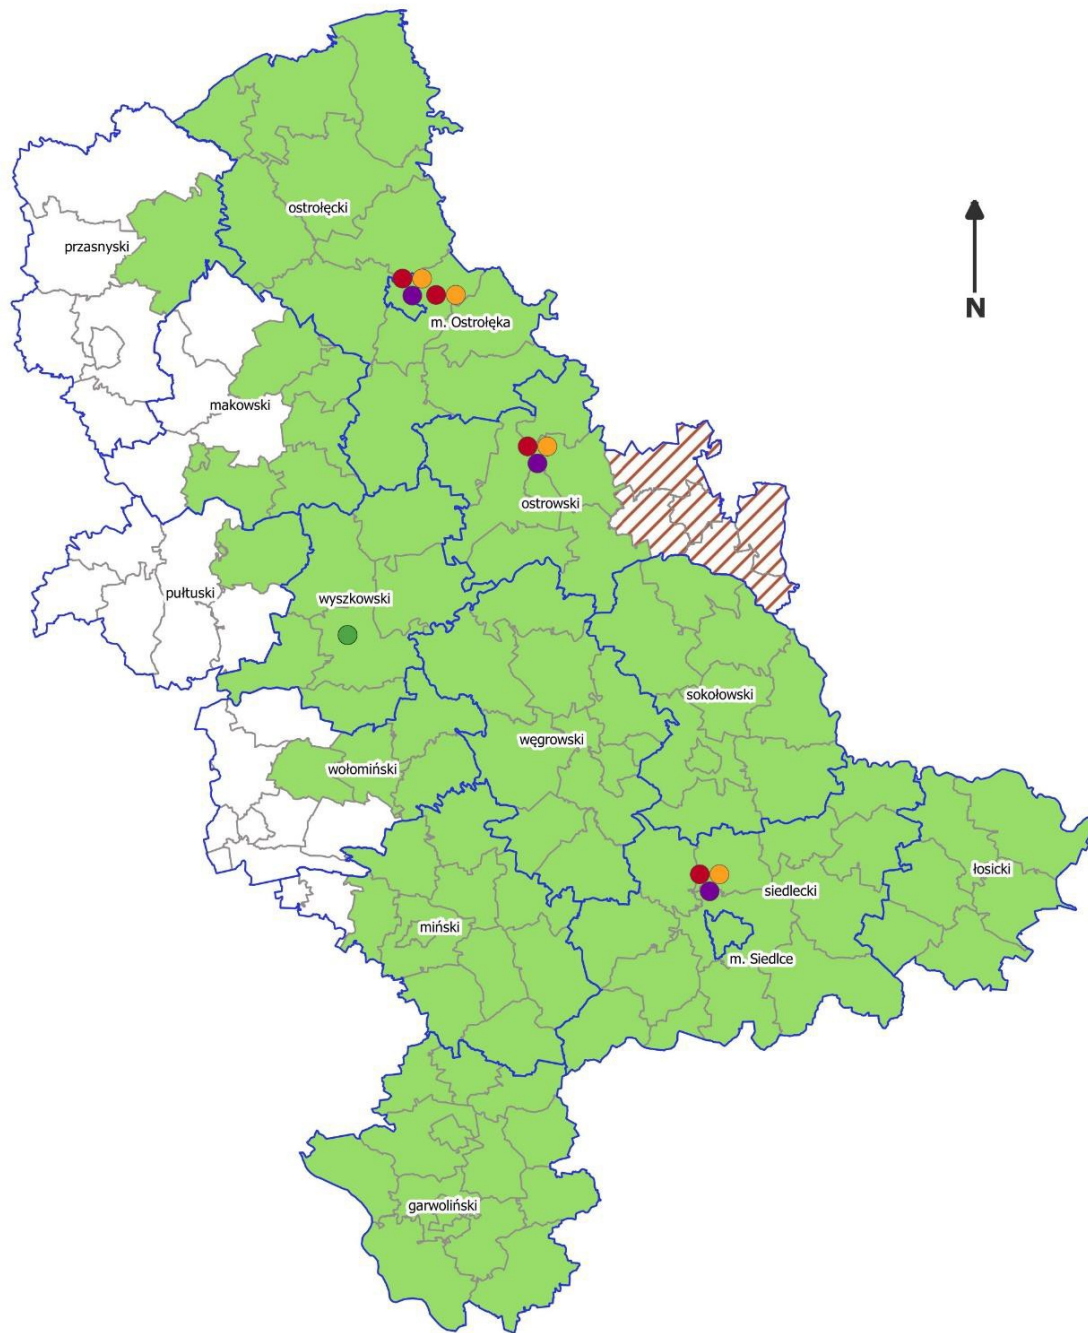 ostrołęcki
przasnyski
N
m. Ostrołęka
makowski
ostrowski
pułtuski
wyszkowski
sokołowski
węgrowski
wołomiński
łosicki
siedlecki
miński
m. Siedlce
garwoliński